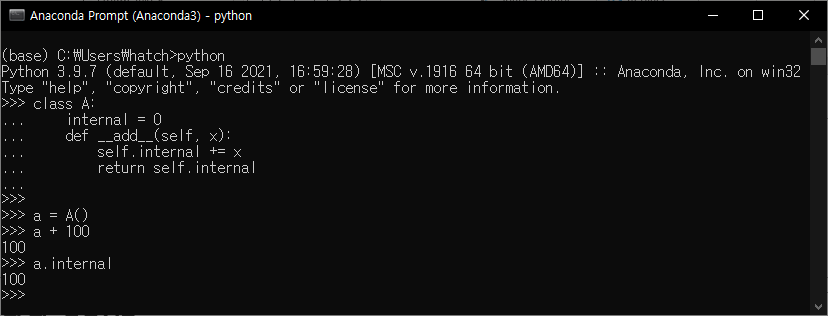 Anaconda Prompt (Anaconda3) - python
(base) C:₩Users₩hatch>python
Python 3.9.7 (default, Sep 16 2021, 16:59:28) [MSC v.1916 64 bit (AMD64)] :: Anaconda, Inc. on win32
Type "help", "copyright", "credits" or "license" for more information.
>>> class A:
...     internal = 0
...     def __add__(self, x):
...         self.internal += x
...         return self.internal
...
>>>
>>> a = A()
>>> a + 100
100
>>> a.internal
100
>>>